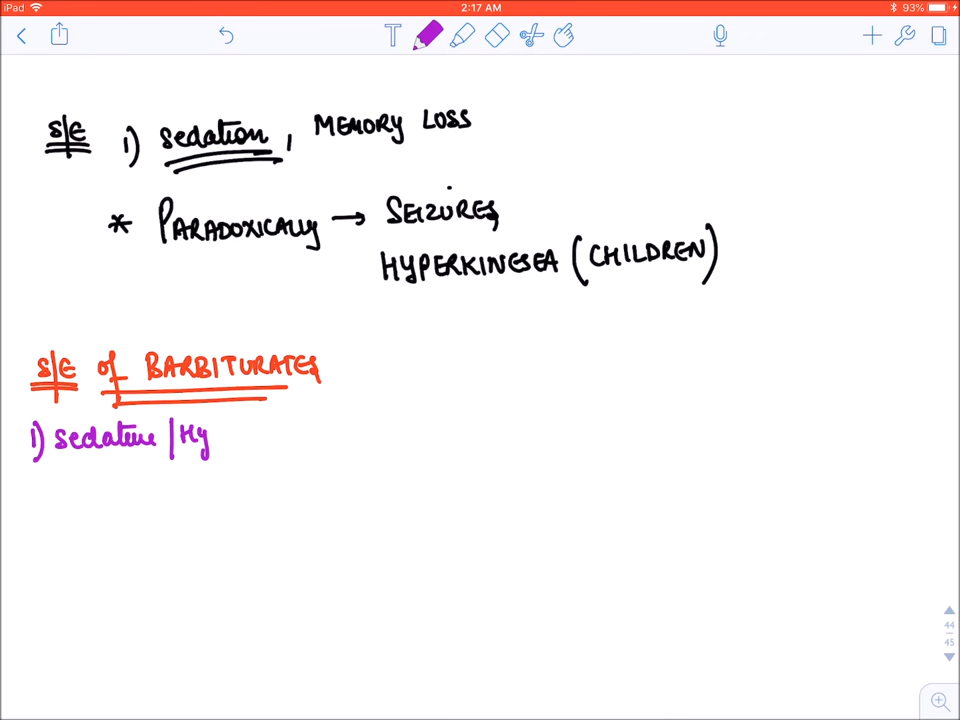 iPad 2:17 AM 93%
T
S/E 1) Sedation, MEMORY LOSS
* PARADOXICALLY → SEIZURES
HYPERKINESEA (CHILDREN)
S/E of BARBITURATES
1) Sedative | Hy
44
45